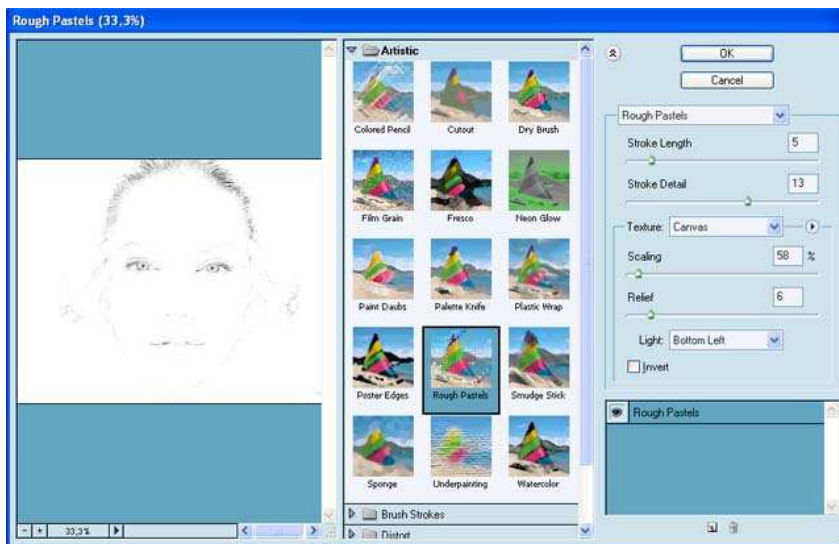 Rough Pastels (33,3%)
Artistic
Colored Pencil Cutout Dry Brush
Film Grain Fresco Neon Glow
Paint Daubs Palette Knife Plastic Wrap
Poster Edges Rough Pastels Smudge Stick
Sponge Underpainting Watercolor
Brush Strokes
Distort
33,3%
OK
Cancel
Rough Pastels
Stroke Length 5
Stroke Detail 13
Texture: Canvas
Scaling 58 %
Relief 6
Light: Bottom Left
Invert
Rough Pastels